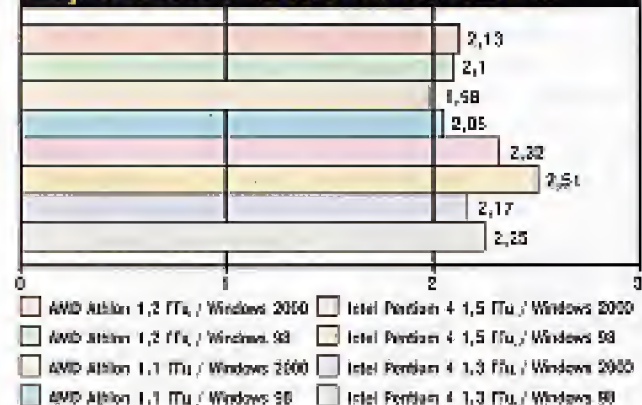 2,13
2,1
1,98
2,05
2,32
2,51
2,17
2,25
0 1 2 3
AMD Athlon 1,2 ГГц / Windows 2000
AMD Athlon 1,2 ГГц / Windows 98
AMD Athlon 1,1 ГГц / Windows 2000
AMD Athlon 1,1 ГГц / Windows 98
Intel Pentium 4 1,5 ГГц / Windows 2000
Intel Pentium 4 1,5 ГГц / Windows 98
Intel Pentium 4 1,3 ГГц / Windows 2000
Intel Pentium 4 1,3 ГГц / Windows 98